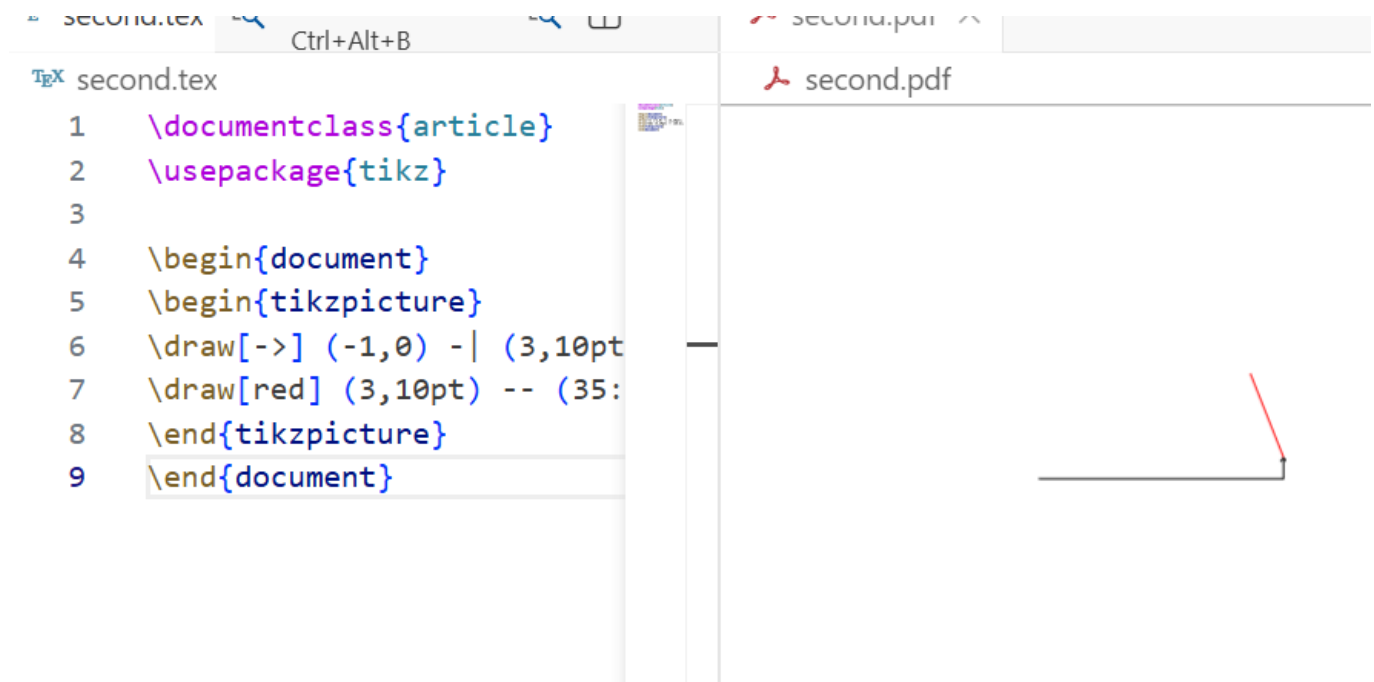 second.tex
second.pdf
Ctrl+Alt+B
TEX second.tex
second.pdf
1 \documentclass{article}
2 \usepackage{tikz}
3
4 \begin{document}
5 \begin{tikzpicture}
6 \draw[->] (-1,0) -| (3,10pt
7 \draw[red] (3,10pt) -- (35:
8 \end{tikzpicture}
9 \end{document}